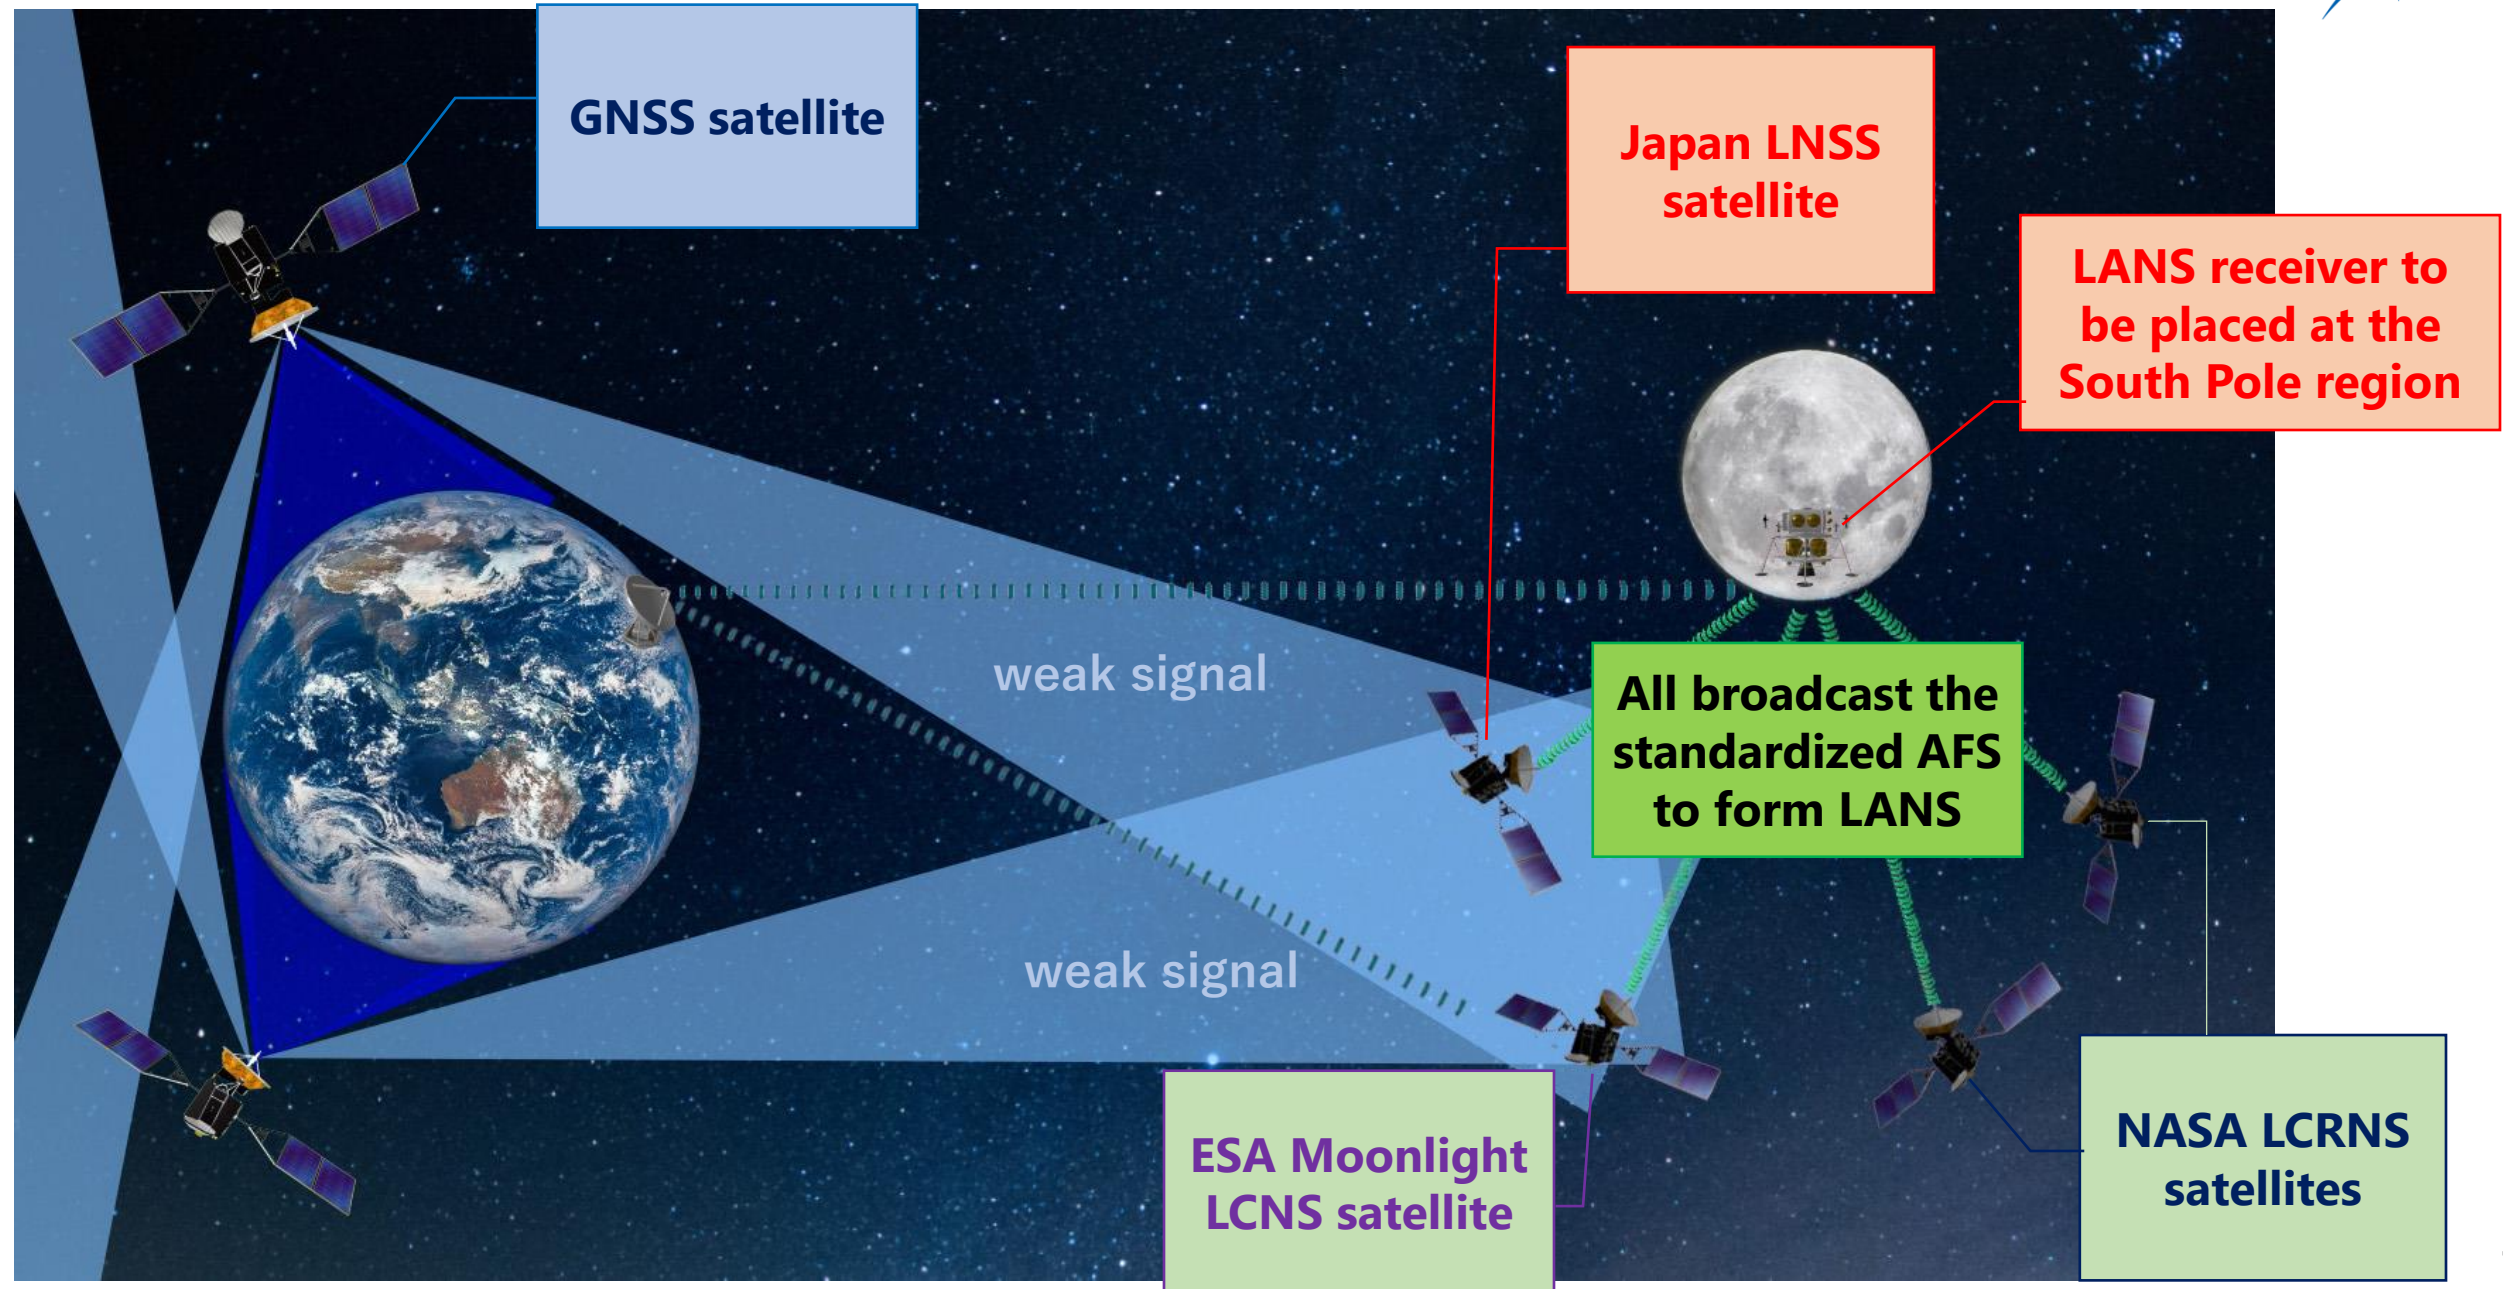 GNSS satellite
Japan LNSS
satellite
LANS receiver to
be placed at the
South Pole region
weak signal
All broadcast the
standardized AFS
to form LANS
weak signal
ESA Moonlight
LCNS satellite
NASA LCRNS
satellites